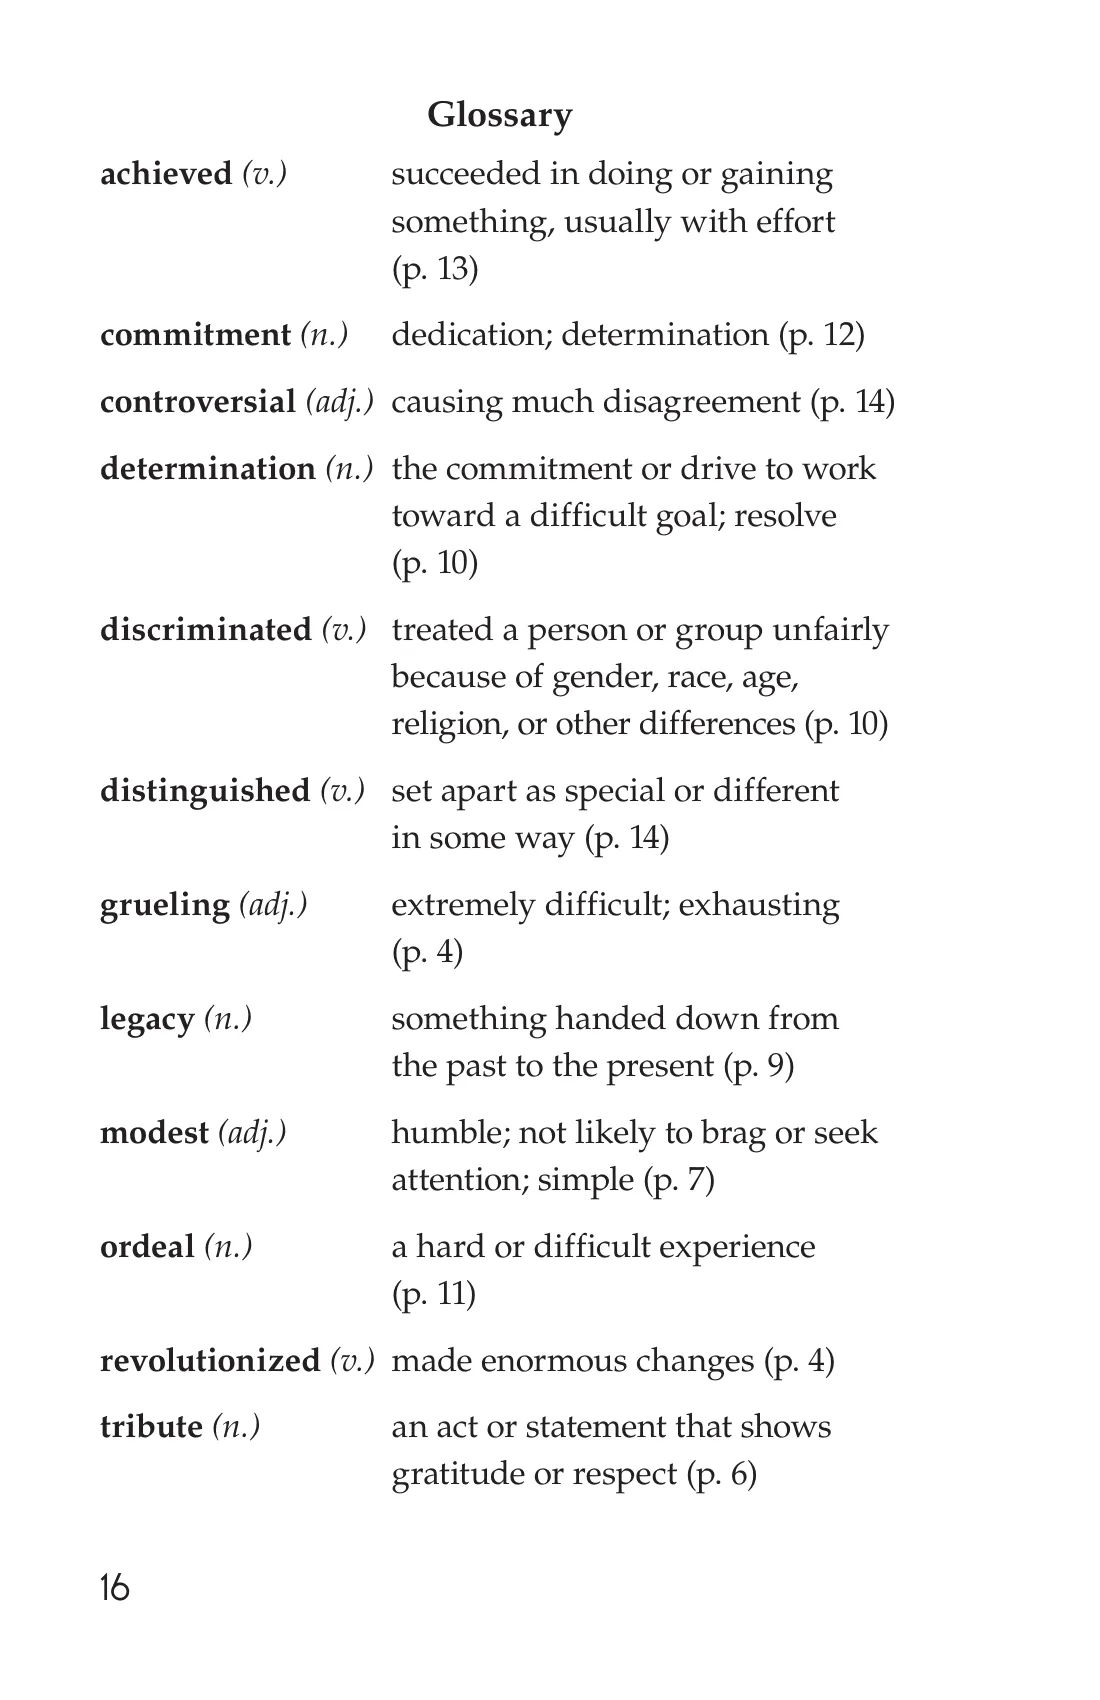 Glossary
achieved (v.) succeeded in doing or gaining
something, usually with effort
(p. 13)
commitment (n.) dedication; determination (p. 12)
controversial (adj.) causing much disagreement (p. 14)
determination (n.) the commitment or drive to work
toward a difficult goal; resolve
(p. 10)
discriminated (v.) treated a person or group unfairly
because of gender, race, age,
religion, or other differences (p. 10)
distinguished (v.) set apart as special or different
in some way (p. 14)
grueling (adj.) extremely difficult; exhausting
(p. 4)
legacy (n.) something handed down from
the past to the present (p. 9)
modest (adj.) humble; not likely to brag or seek
attention; simple (p. 7)
ordeal (n.) a hard or difficult experience
(p. 11)
revolutionized (v.) made enormous changes (p. 4)
tribute (n.) an act or statement that shows
gratitude or respect (p. 6)
16